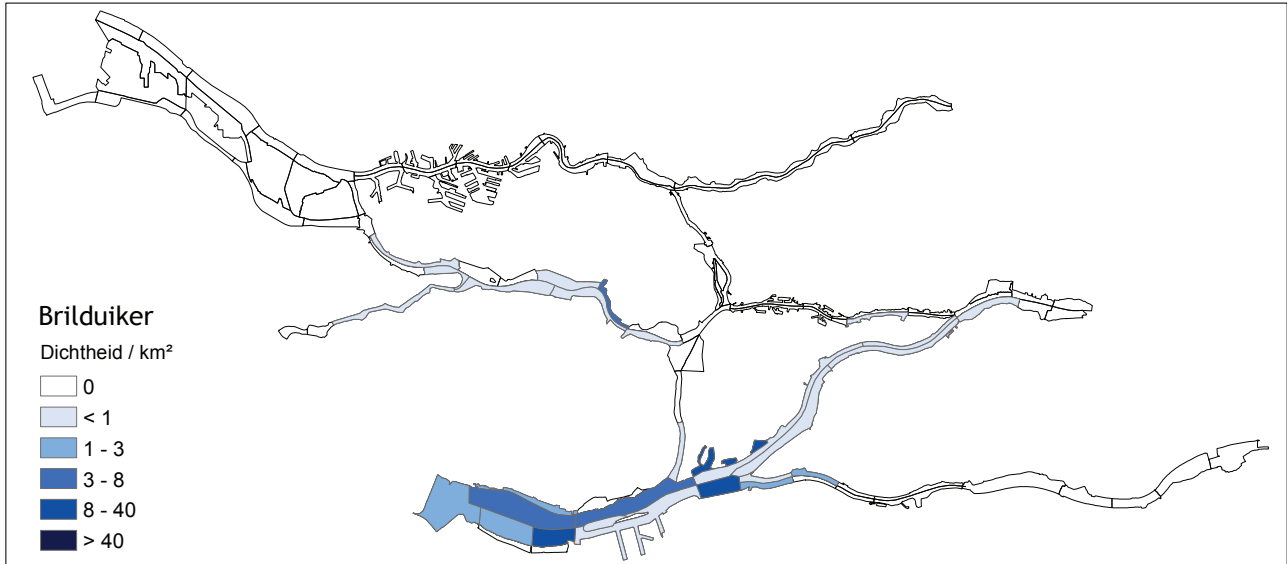 Brilduiker
Dichtheid / km²
0
< 1
1 - 3
3 - 8
8 - 40
> 40